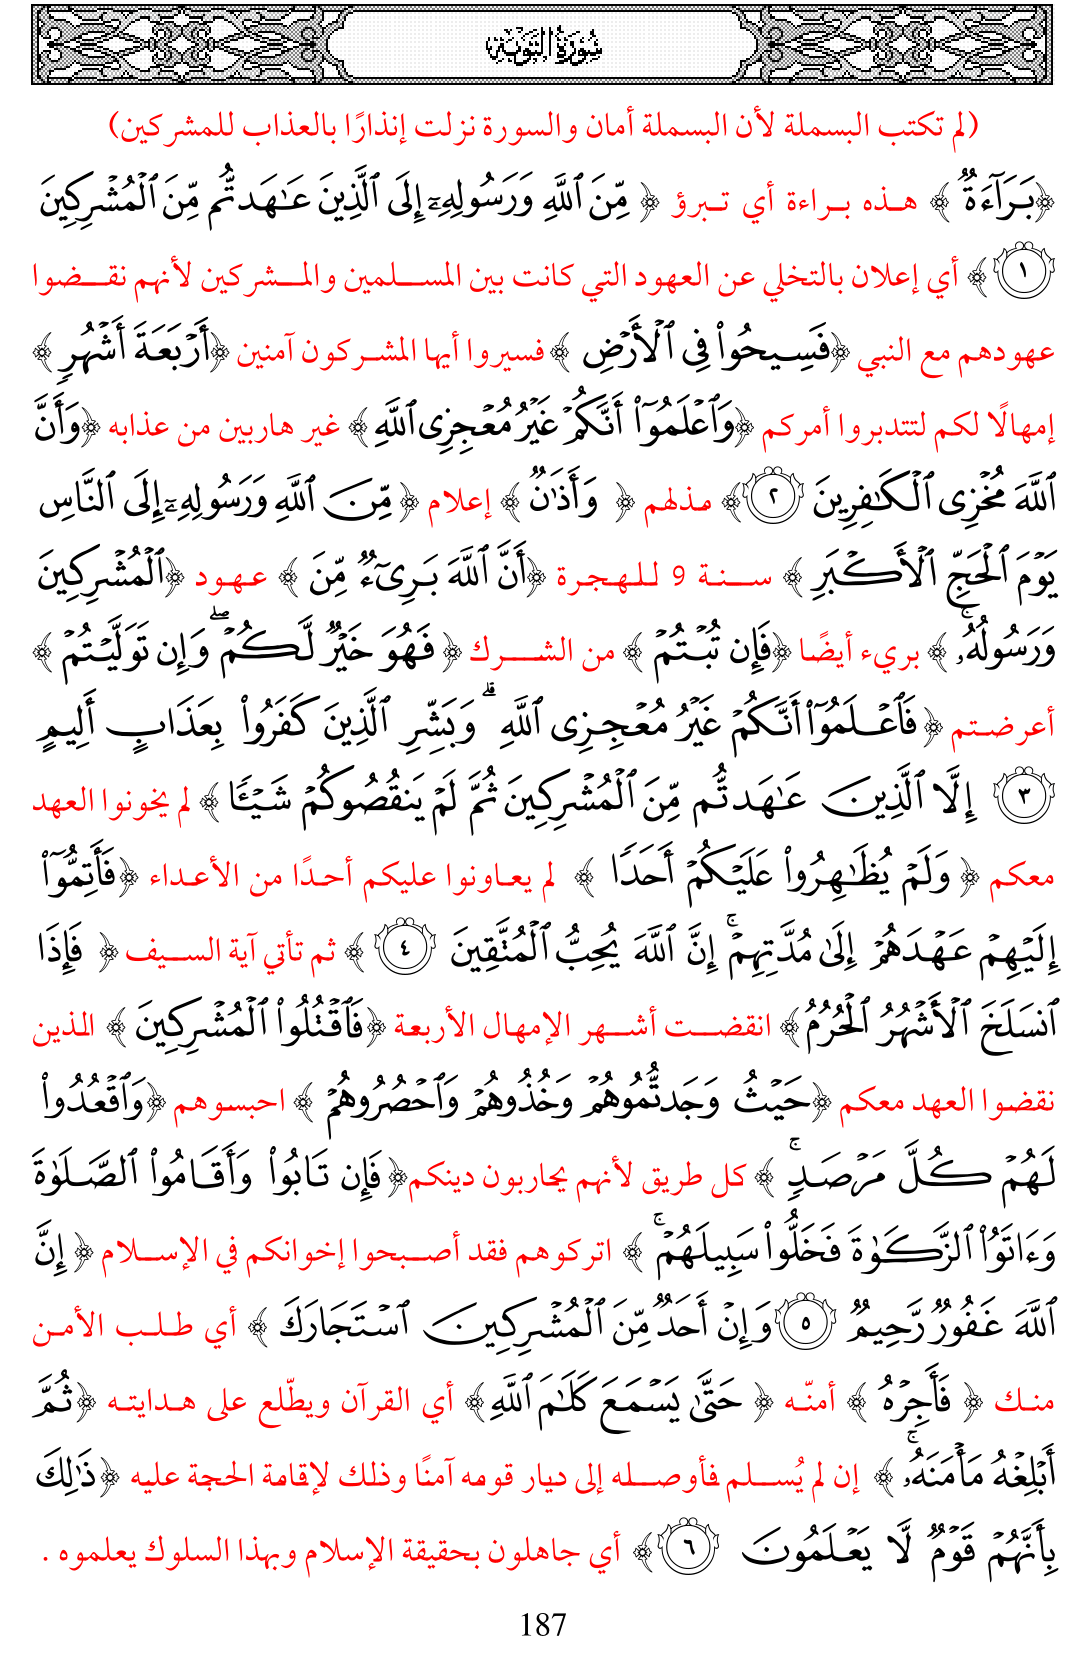 سُورَةُ التَّوبَةِ
(لم تكتب البسملة لأن البسملة أمان والسورة نزلت إنذارًا بالعذاب للمشركين)
﴿بَرَآءَةٌ﴾ هذه براءة أي تبرؤ ﴿مِّنَ ٱللَّهِ وَرَسُولِهِۦٓ إِلَى ٱلَّذِينَ عَٰهَدتُّم مِّنَ ٱلْمُشْرِكِينَ
١﴾ أي إعلان بالتخلي عن العهود التي كانت بين المسلمين والمشركين لأنهم نقضوا
عهودهم مع النبي ﴿فَسِيحُوا۟ فِى ٱلْأَرْضِ﴾ فسيروا أيها المشركون آمنين ﴿أَرْبَعَةَ أَشْهُرٍ﴾
إمهالًا لكم لتتدبروا أمركم ﴿وَٱعْلَمُوٓا۟ أَنَّكُمْ غَيْرُ مُعْجِزِى ٱللَّهِ﴾ غير هاربين من عذابه ﴿وَأَنَّ
ٱللَّهَ مُخْزِى ٱلْكَٰفِرِينَ ٢﴾ مذلهم ﴿وَأَذَٰنٌ﴾ إعلام ﴿مِّنَ ٱللَّهِ وَرَسُولِهِۦٓ إِلَى ٱلنَّاسِ
يَوْمَ ٱلْحَجِّ ٱلْأَكْبَرِ﴾ سنة 9 للهجرة ﴿أَنَّ ٱللَّهَ بَرِىٓءٌ مِّنَ﴾ عهود ﴿ٱلْمُشْرِكِينَ
وَرَسُولُهُۥ ۚ﴾ بريء أيضًا ﴿فَإِن تُبْتُمْ﴾ من الشرك ﴿فَهُوَ خَيْرٌ لَّكُمْ ۖ وَإِن تَوَلَّيْتُمْ﴾
أعرضتم ﴿فَٱعْلَمُوٓا۟ أَنَّكُمْ غَيْرُ مُعْجِزِى ٱللَّهِ ۗ وَبَشِّرِ ٱلَّذِينَ كَفَرُوا۟ بِعَذَابٍ أَلِيمٍ
٣ إِلَّا ٱلَّذِينَ عَٰهَدتُّم مِّنَ ٱلْمُشْرِكِينَ ثُمَّ لَمْ يَنقُصُوكُمْ شَيْـًٔا﴾ لم يخونوا العهد
معكم ﴿وَلَمْ يُظَٰهِرُوا۟ عَلَيْكُمْ أَحَدًا﴾ لم يعاونوا عليكم أحدًا من الأعداء ﴿فَأَتِمُّوٓا۟
إِلَيْهِمْ عَهْدَهُمْ إِلَىٰ مُدَّتِهِمْ ۚ إِنَّ ٱللَّهَ يُحِبُّ ٱلْمُتَّقِينَ ٤﴾ ثم تأتي آية السيف ﴿فَإِذَا
ٱنسَلَخَ ٱلْأَشْهُرُ ٱلْحُرُمُ﴾ انقضت أشهر الإمهال الأربعة ﴿فَٱقْتُلُوا۟ ٱلْمُشْرِكِينَ﴾ الذين
نقضوا العهد معكم ﴿حَيْثُ وَجَدتُّمُوهُمْ وَخُذُوهُمْ وَٱحْصُرُوهُمْ﴾ احبسوهم ﴿وَٱقْعُدُوا۟
لَهُمْ كُلَّ مَرْصَدٍ ۚ﴾ كل طريق لأنهم يحاربون دينكم ﴿فَإِن تَابُوا۟ وَأَقَامُوا۟ ٱلصَّلَوٰةَ
وَءَاتَوُا۟ ٱلزَّكَوٰةَ فَخَلُّوا۟ سَبِيلَهُمْ ۚ﴾ اتركوهم فقد أصبحوا إخوانكم في الإسلام ﴿إِنَّ
ٱللَّهَ غَفُورٌ رَّحِيمٌ ٥ وَإِنْ أَحَدٌ مِّنَ ٱلْمُشْرِكِينَ ٱسْتَجَارَكَ﴾ أي طلب الأمن
منك ﴿فَأَجِرْهُ﴾ أمنّه ﴿حَتَّىٰ يَسْمَعَ كَلَٰمَ ٱللَّهِ﴾ أي القرآن ويطّلع على هدايته ﴿ثُمَّ
أَبْلِغْهُ مَأْمَنَهُۥ ۚ﴾ إن لم يُسلم فأوصله إلى ديار قومه آمنًا وذلك لإقامة الحجة عليه ﴿ذَٰلِكَ
بِأَنَّهُمْ قَوْمٌ لَّا يَعْلَمُونَ ٦﴾ أي جاهلون بحقيقة الإسلام وبهذا السلوك يعلموه .
187